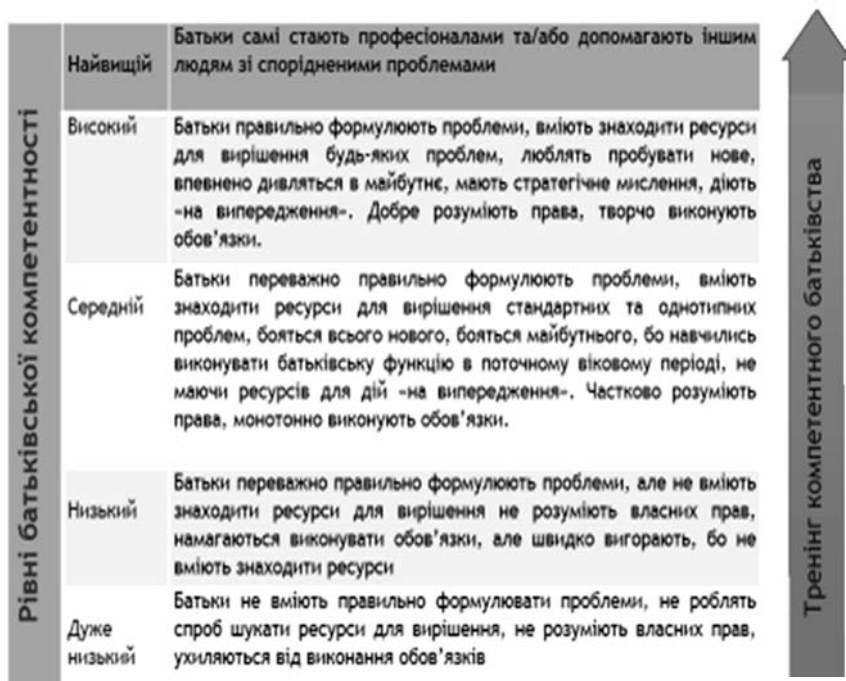 Рівні батьківської компетентності
Найвищій
Батьки самі стають професіоналами та/або допомагають іншим
людям зі спорідненими проблемами
Високий
Батьки правильно формулюють проблеми, вміють знаходити ресурси
для вирішення будь-яких проблем, люблять пробувати нове,
впевнено дивляться в майбутнє, мають стратегічне мислення, діють
«на випередження». Добре розуміють права, творчо виконують
обов’язки.
Середній
Батьки переважно правильно формулюють проблеми, вміють
знаходити ресурси для вирішення стандартних та однотипних
проблем, бояться всього нового, бояться майбутнього, бо навчились
виконувати батьківську функцію в поточному віковому періоді, не
маючи ресурсів для дій «на випередження». Частково розуміють
права, монотонно виконують обов’язки.
Низький
Батьки переважно правильно формулюють проблеми, але не вміють
знаходити ресурси для вирішення не розуміють власних прав,
намагаються виконувати обов’язки, але швидко вигорають, бо не
вміють знаходити ресурси
Дуже
низький
Батьки не вміють правильно формулювати проблеми, не роблять
спроб шукати ресурси для вирішення, не розуміють власних прав,
ухиляються від виконання обов’язків
Тренінг компетентного батьківства